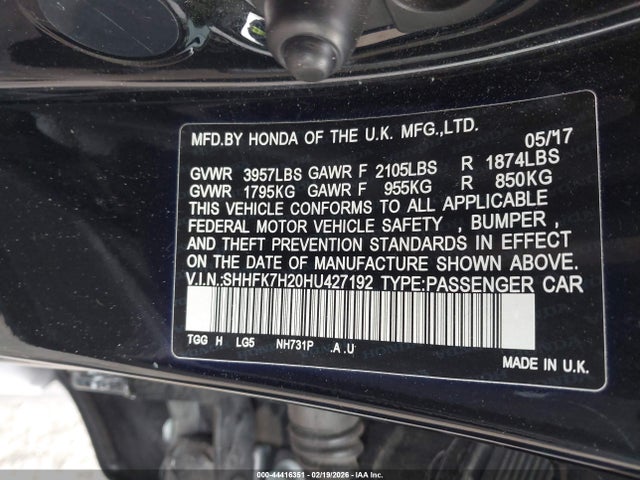 MFD.BY HONDA OF THE U.K. MFG.,LTD. 05/17
GVWR 3957LBS GAWR F 2105LBS R 1874LBS
GVWR 1795KG GAWR F 955KG R 850KG
THIS VEHICLE CONFORMS TO ALL APPLICABLE
FEDERAL MOTOR VEHICLE SAFETY , BUMPER ,
AND THEFT PREVENTION STANDARDS IN EFFECT
ON THE DATE OF MANUFACTURE SHOWN ABOVE.
V.I.N:SHHFK7H20HU427192 TYPE:PASSENGER CAR
TGG H LG5 NH731P .A .U
MADE IN U.K.
000-44416351 - 02/19/2026 - IAA Inc.